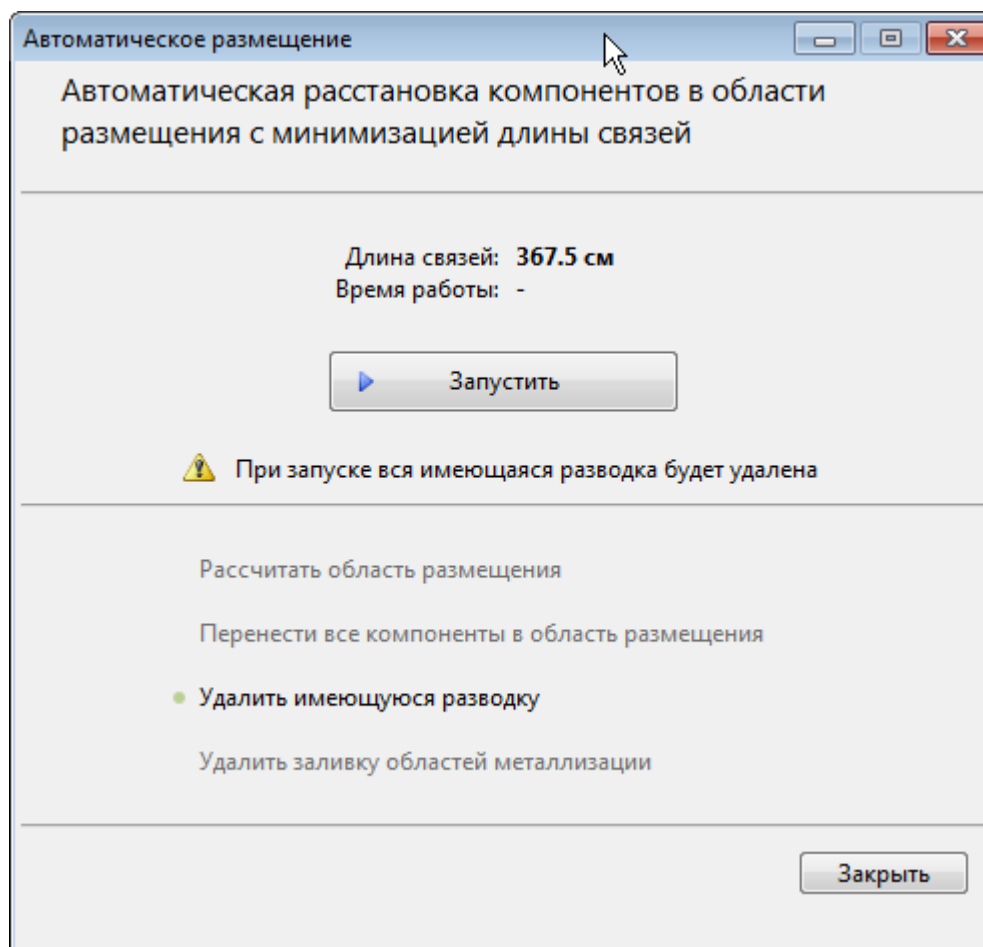 Автоматическое размещение
Автоматическая расстановка компонентов в области
размещения с минимизацией длины связей
Длина связей: 367.5 см
Время работы: -
Запустить
При запуске вся имеющаяся разводка будет удалена
Рассчитать область размещения
Перенести все компоненты в область размещения
Удалить имеющуюся разводку
Удалить заливку областей металлизации
Закрыть